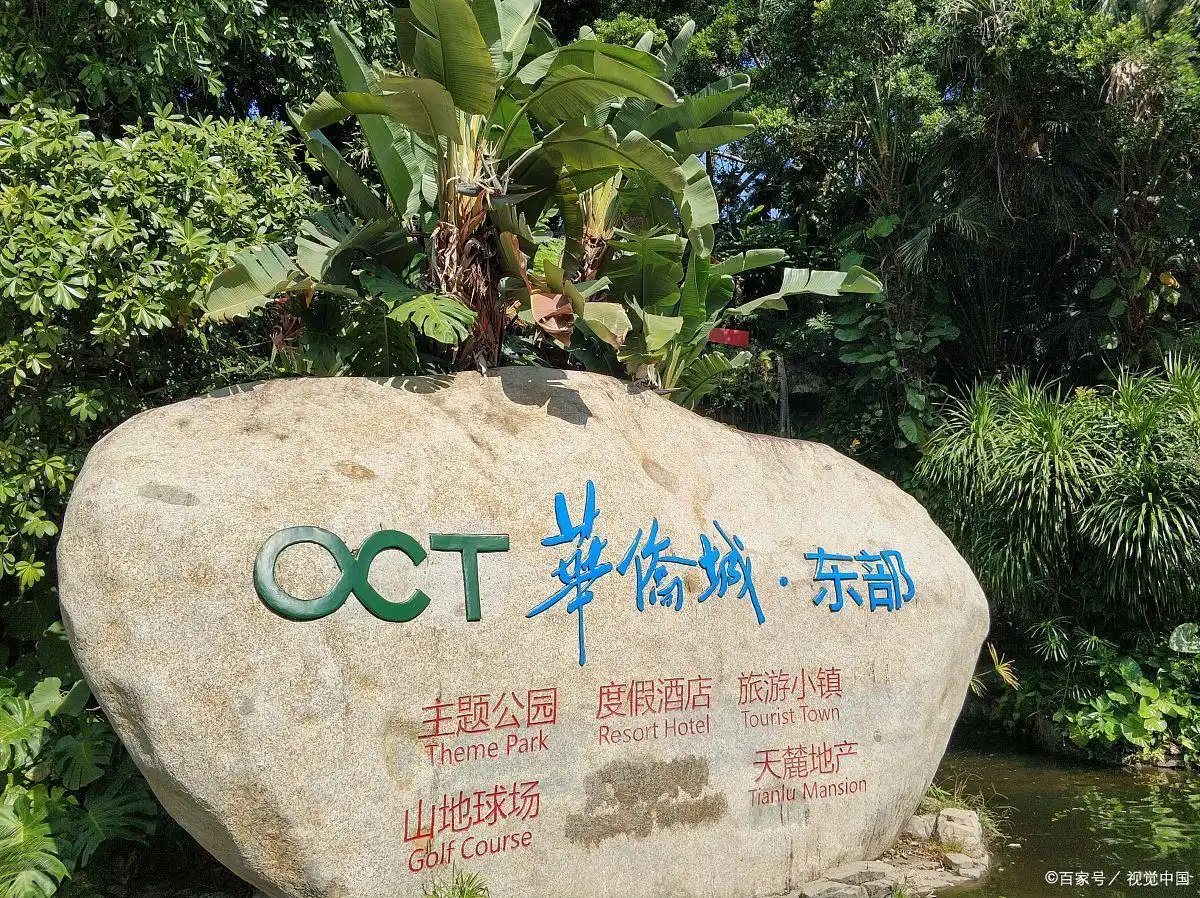 OCT 華僑城·东部
主题公园 度假酒店 旅游小镇
Theme Park Resort Hotel Tourist Town
山地球场 天麓地产
Golf Course Tianlu Mansion
©百家号／视觉中国